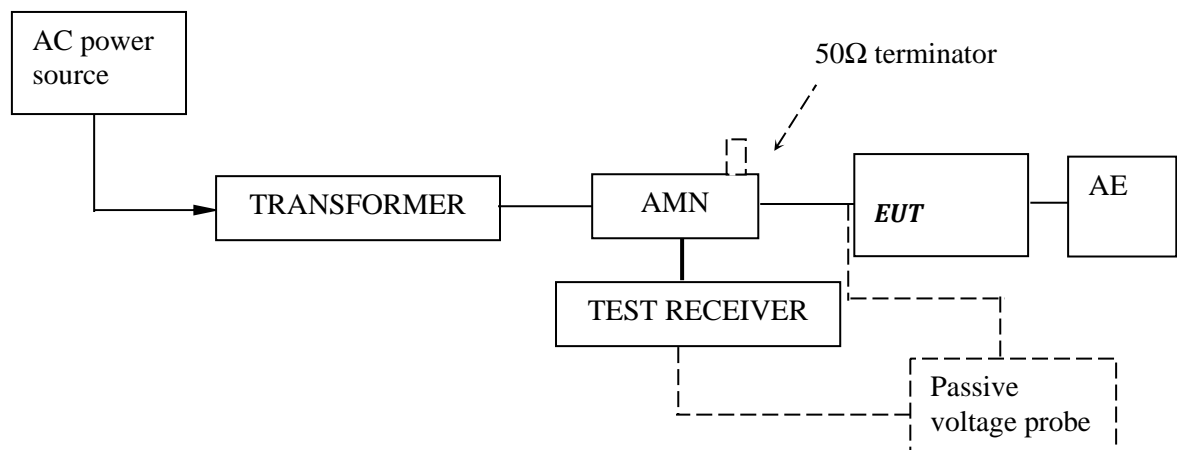 AC power
source
50Ω terminator
TRANSFORMER
AMN
EUT
AE
TEST RECEIVER
Passive
voltage probe